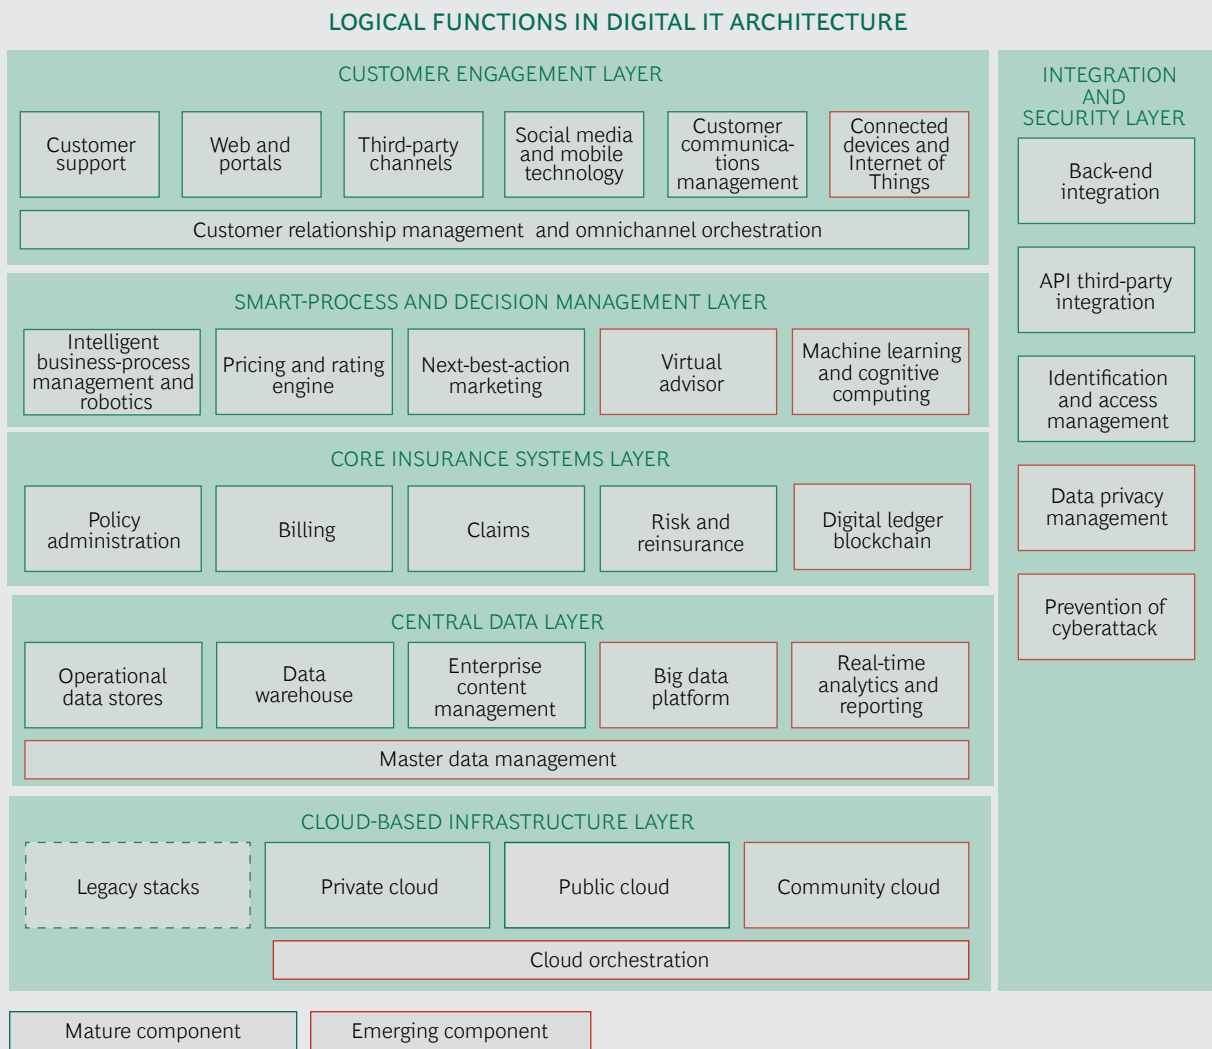 LOGICAL FUNCTIONS IN DIGITAL IT ARCHITECTURE
CUSTOMER ENGAGEMENT LAYER
Customer
support
Web and
portals
Third-party
channels
Social media
and mobile
technology
Customer
communica-
tions
management
Connected
devices and
Internet of
Things
Customer relationship management and omnichannel orchestration
SMART-PROCESS AND DECISION MANAGEMENT LAYER
Intelligent
business-process
management and
robotics
Pricing and rating
engine
Next-best-action
marketing
Virtual
advisor
Machine learning
and cognitive
computing
CORE INSURANCE SYSTEMS LAYER
Policy
administration
Billing
Claims
Risk and
reinsurance
Digital ledger
blockchain
CENTRAL DATA LAYER
Operational
data stores
Data
warehouse
Enterprise
content
management
Big data
platform
Real-time
analytics and
reporting
Master data management
CLOUD-BASED INFRASTRUCTURE LAYER
Legacy stacks
Private cloud
Public cloud
Community cloud
Cloud orchestration
INTEGRATION
AND
SECURITY LAYER
Back-end
integration
API third-party
integration
Identification
and access
management
Data privacy
management
Prevention of
cyberattack
Mature component
Emerging component